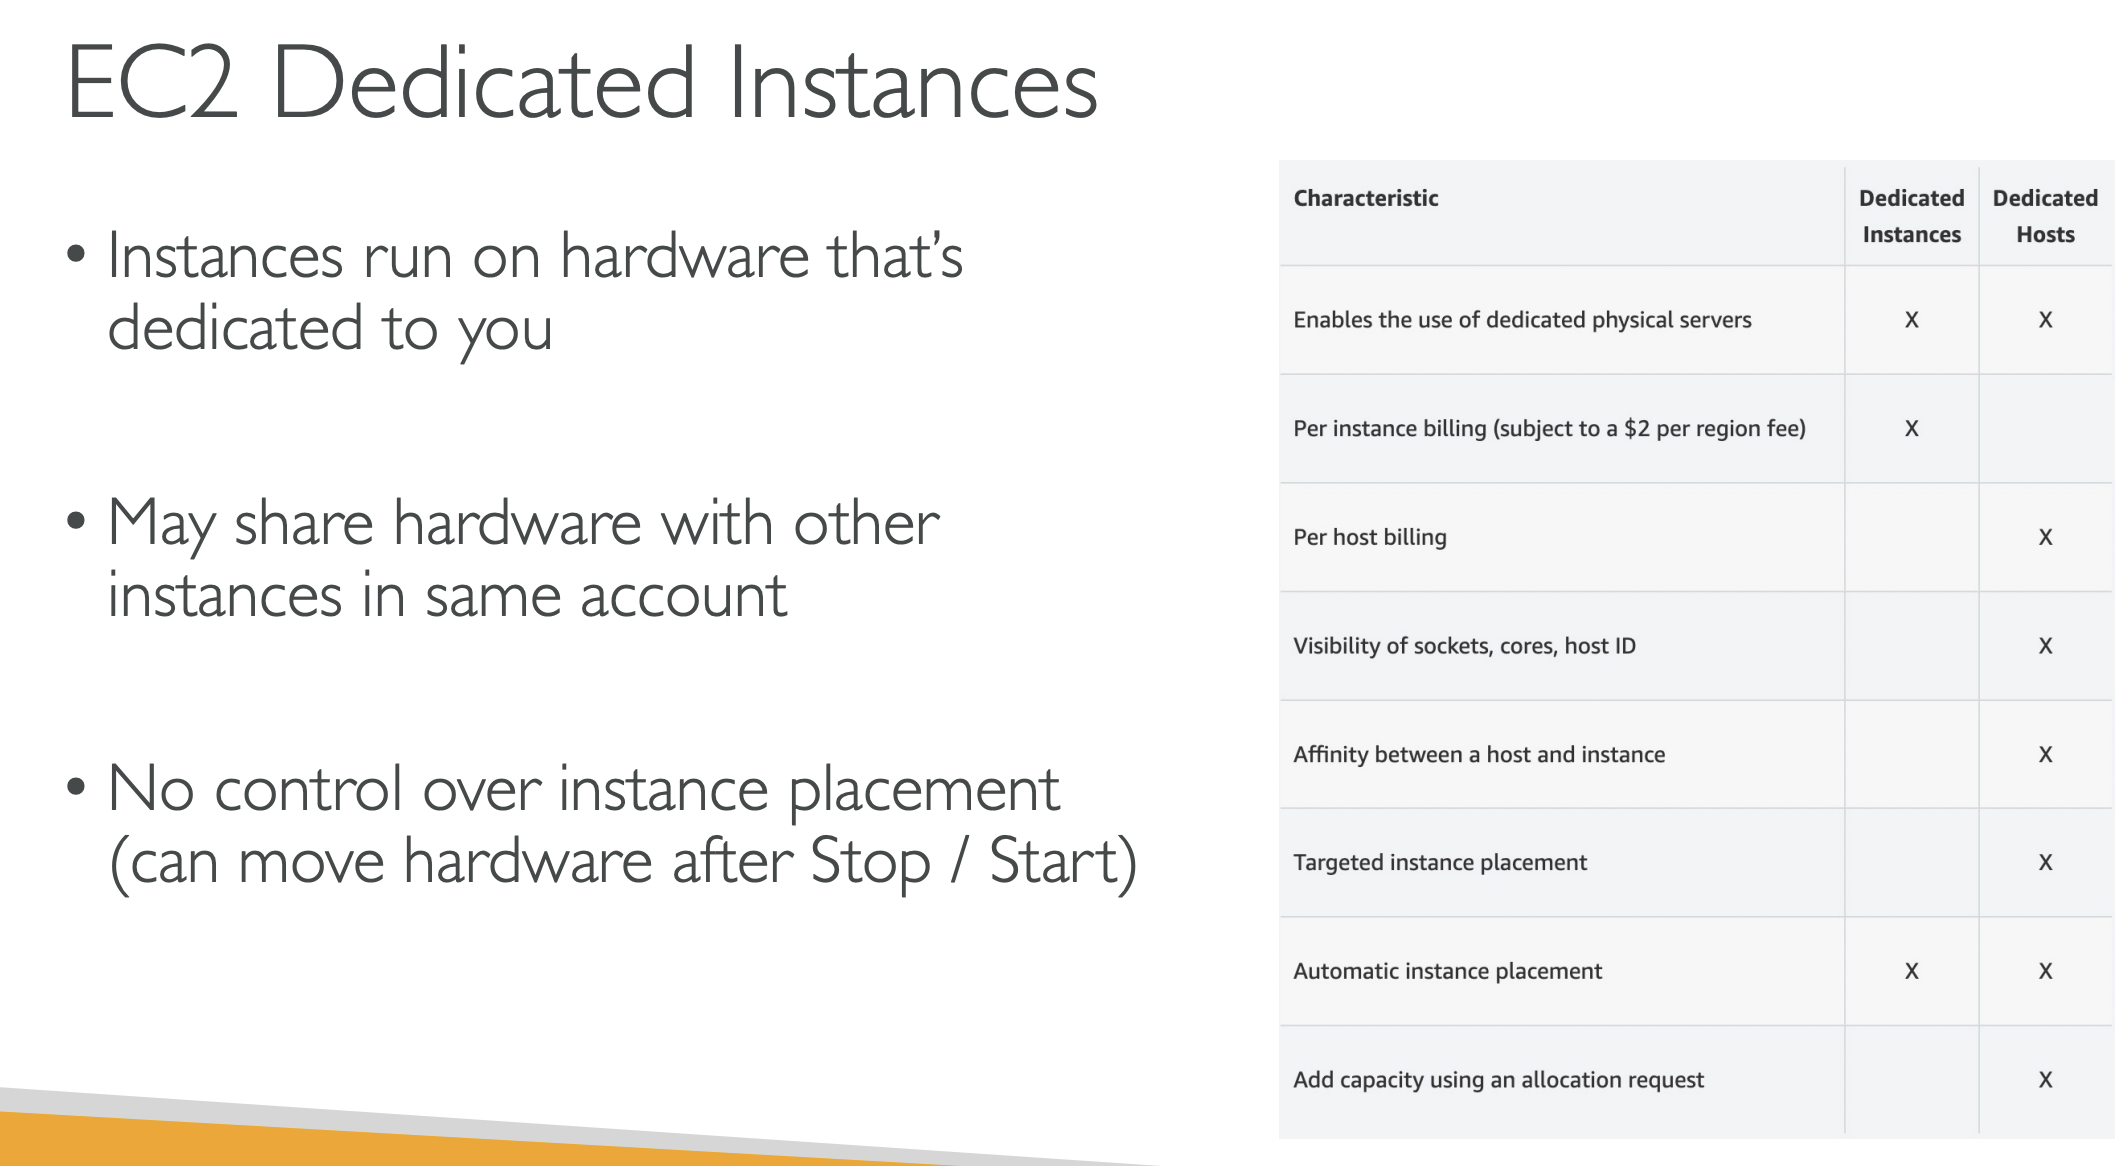 EC2 Dedicated Instances
• Instances run on hardware that’s
dedicated to you
• May share hardware with other
instances in same account
• No control over instance placement
(can move hardware after Stop / Start)
Characteristic Dedicated Instances Dedicated Hosts
Enables the use of dedicated physical servers X X
Per instance billing (subject to a $2 per region fee) X
Per host billing X
Visibility of sockets, cores, host ID X
Affinity between a host and instance X
Targeted instance placement X
Automatic instance placement X X
Add capacity using an allocation request X